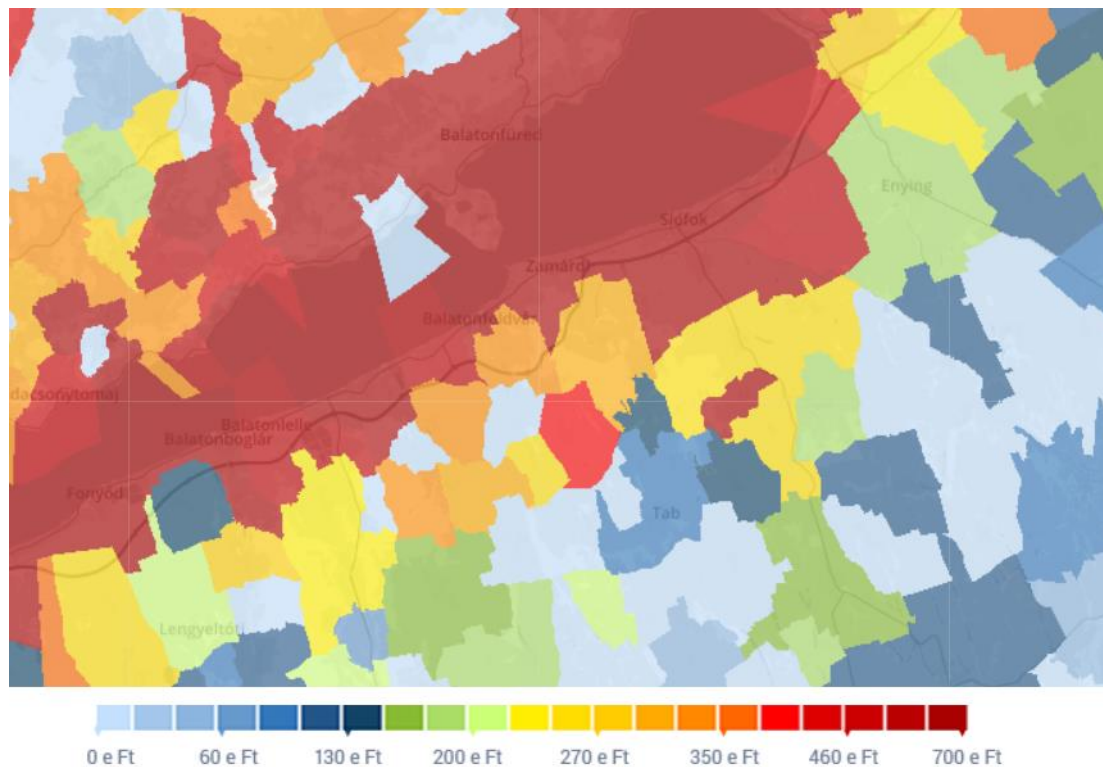 Balatonfüred
Enying
Siófok
Zamárdi
Balatonföldvár
dacsonytomaj
Balatonlelle
Balatonboglár
Fonyód
Tab
Lengyeltóti
0 e Ft 60 e Ft 130 e Ft 200 e Ft 270 e Ft 350 e Ft 460 e Ft 700 e Ft